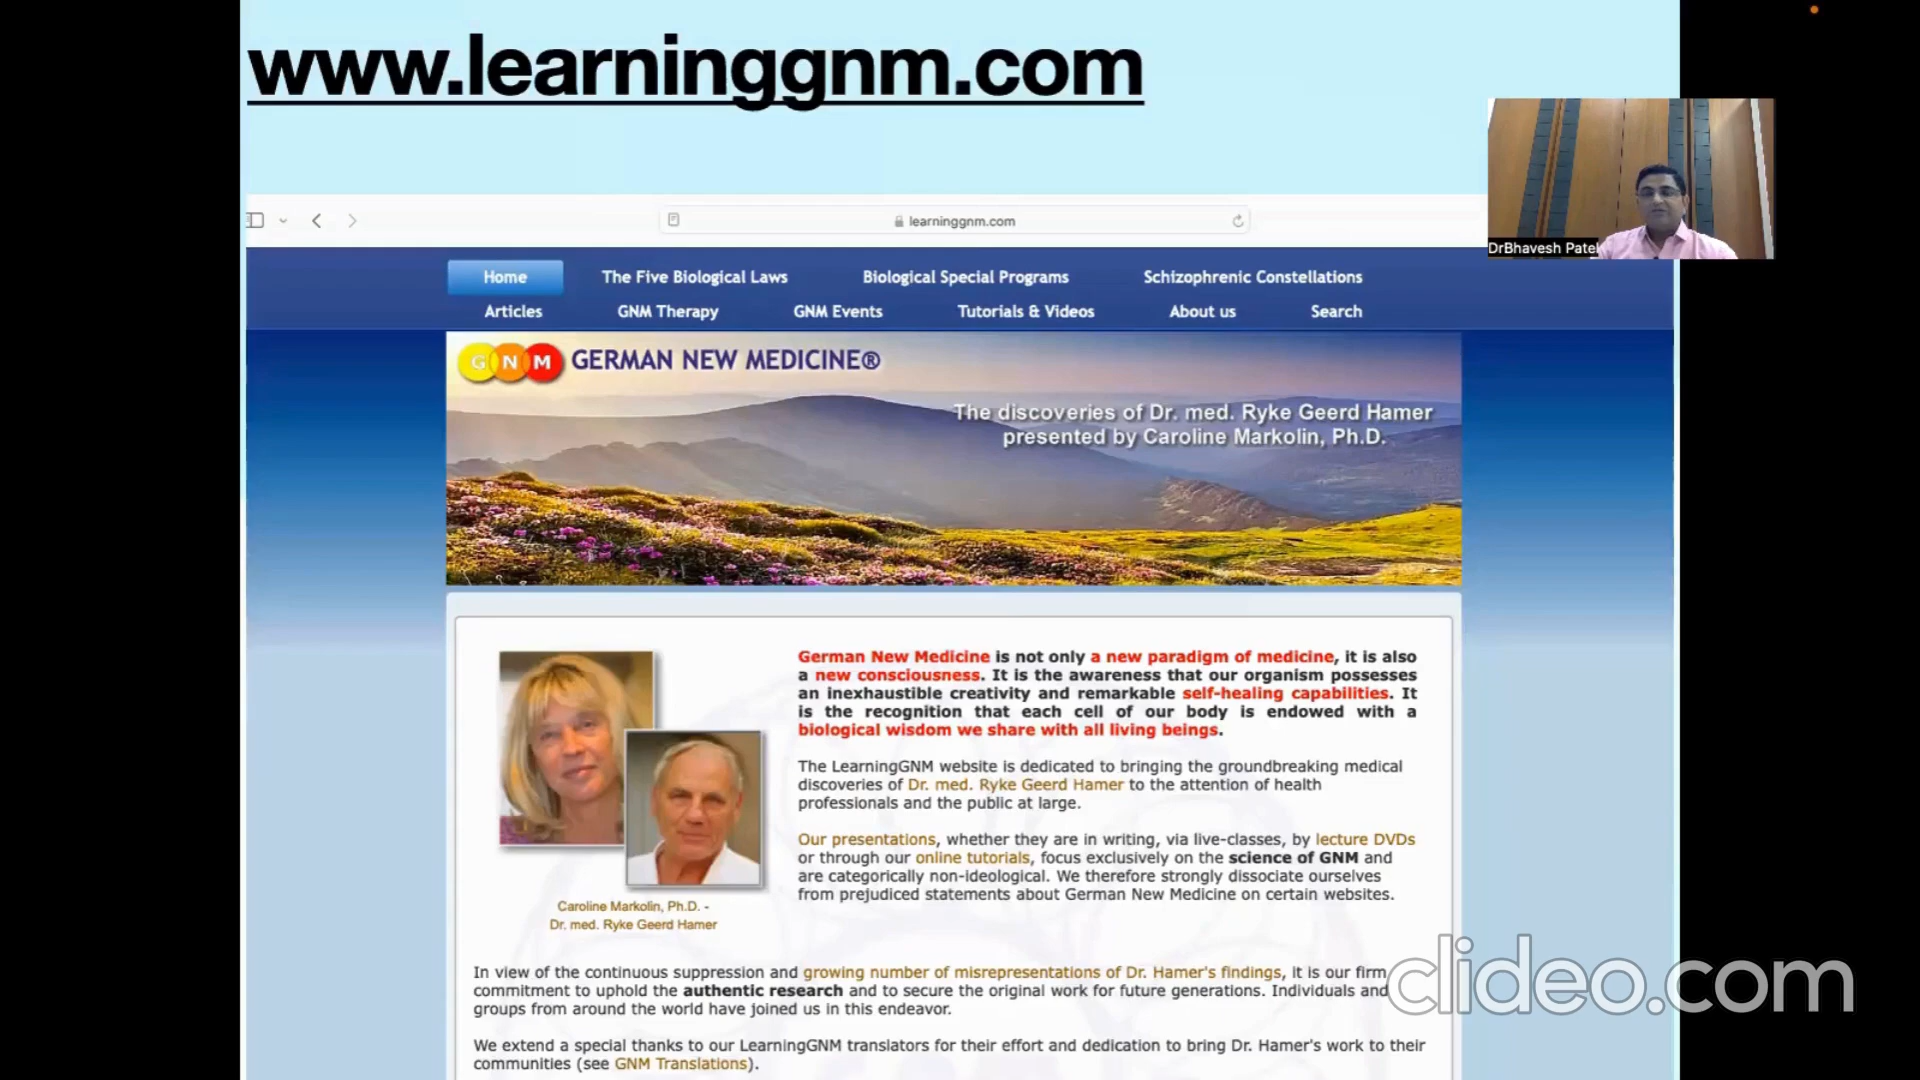 www.learninggnm.com
learninggnm.com
DrBhavesh Patel
Home The Five Biological Laws Biological Special Programs Schizophrenic Constellations
Articles GNM Therapy GNM Events Tutorials & Videos About us Search
GNM GERMAN NEW MEDICINE®
The discoveries of Dr. med. Ryke Geerd Hamer
presented by Caroline Markolin, Ph.D.
German New Medicine is not only a new paradigm of medicine, it is also
a new consciousness. It is the awareness that our organism possesses
an inexhaustible creativity and remarkable self-healing capabilities. It
is the recognition that each cell of our body is endowed with a
biological wisdom we share with all living beings.
The LearningGNM website is dedicated to bringing the groundbreaking medical
discoveries of Dr. med. Ryke Geerd Hamer to the attention of health
professionals and the public at large.
Our presentations, whether they are in writing, via live-classes, by lecture DVDs
or through our online tutorials, focus exclusively on the science of GNM and
are categorically non-ideological. We therefore strongly dissociate ourselves
from prejudiced statements about German New Medicine on certain websites.
Caroline Markolin, Ph.D. -
Dr. med. Ryke Geerd Hamer
In view of the continuous suppression and growing number of misrepresentations of Dr. Hamer's findings, it is our firm
commitment to uphold the authentic research and to secure the original work for future generations. Individuals and
groups from around the world have joined us in this endeavor.
We extend a special thanks to our LearningGNM translators for their effort and dedication to bring Dr. Hamer's work to their
communities (see GNM Translations).
clideo.com